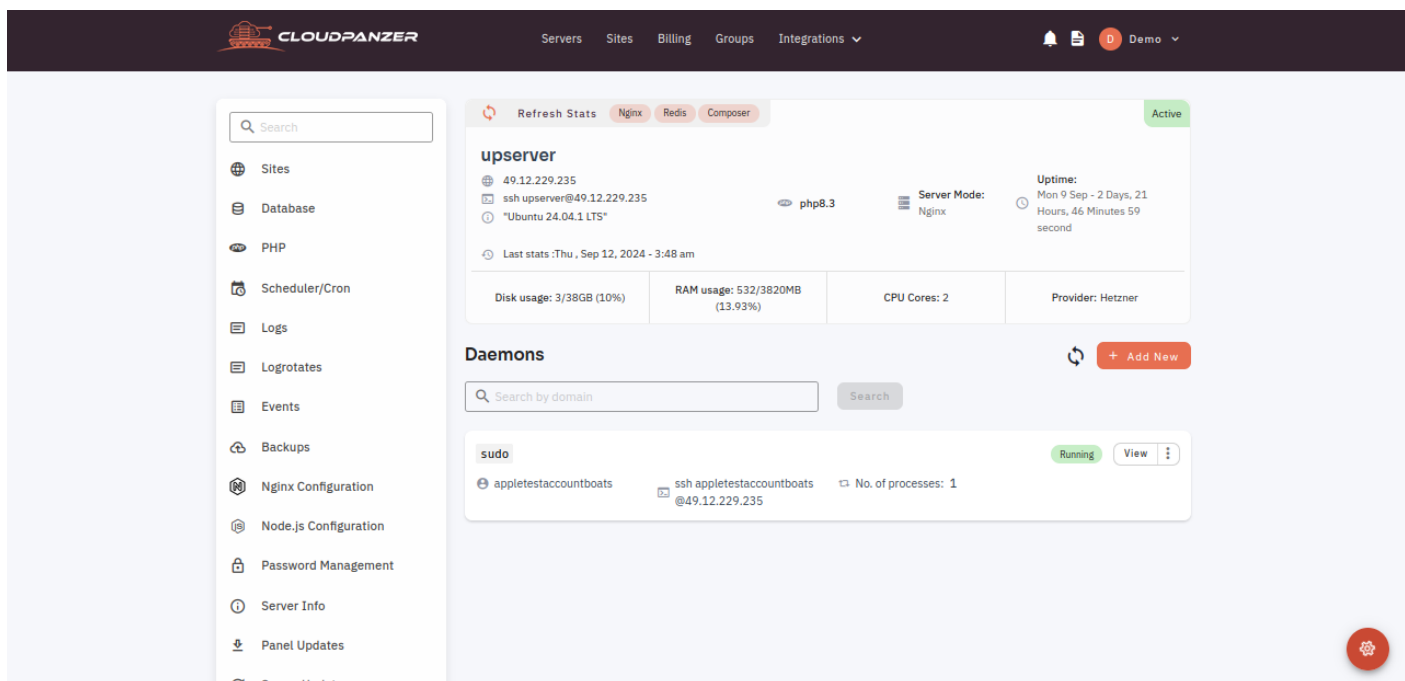 CLOUDPANZER
Servers Sites Billing Groups Integrations
D Demo
Search
Sites
Database
PHP
Scheduler/Cron
Logs
Logrotates
Events
Backups
Nginx Configuration
Node.js Configuration
Password Management
Server Info
Panel Updates
Refresh Stats Nginx Redis Composer
Active
upserver
49.12.229.235
ssh upserver@49.12.229.235
"Ubuntu 24.04.1 LTS"
php php8.3
Server Mode:
Nginx
Uptime:
Mon 9 Sep - 2 Days, 21
Hours, 46 Minutes 59
second
Last stats :Thu , Sep 12, 2024 - 3:48 am
Disk usage: 3/38GB (10%)
RAM usage: 532/3820MB
(13.93%)
CPU Cores: 2
Provider: Hetzner
Daemons
+ Add New
Search by domain
Search
sudo
Running
View
appletestaccountboats
ssh appletestaccountboats
@49.12.229.235
No. of processes: 1